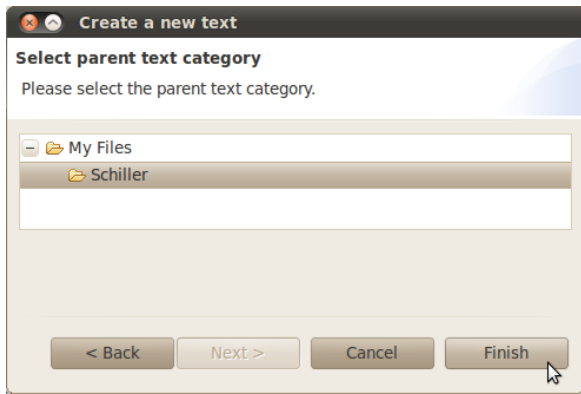 Create a new text
Select parent text category
Please select the parent text category.
My Files
Schiller
< Back Next > Cancel Finish